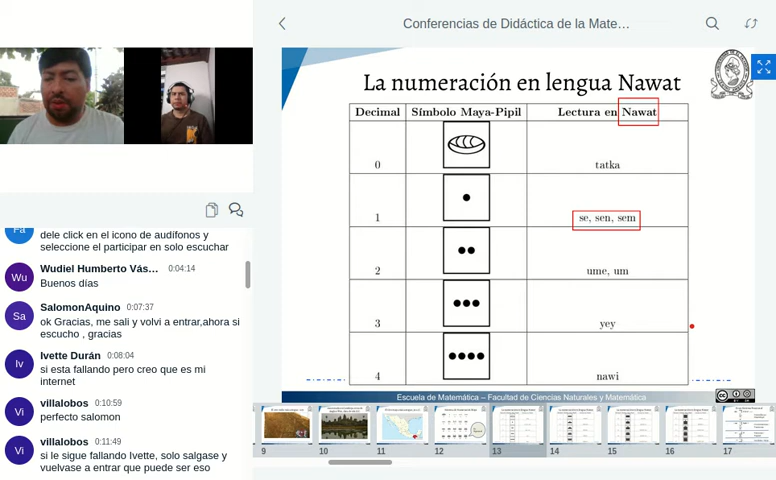 Conferencias de Didáctica de la Mate…
La numeración en lengua Nawat
Decimal Símbolo Maya-Pipil Lectura en Nawat
0 tatka
1 se, sen, sem
2 ume, um
3 yey
4 nawi
Escuela de Matemática – Facultad de Ciencias Naturales y Matemática
9 10 11 12 13 14 15 16 17
Fa
dele click en el icono de audífonos y
seleccione el participar en solo escuchar
Wu
Wudiel Humberto Vás… 0:04:14
Buenos días
Sa
SalomonAquino 0:07:37
ok Gracias, me sali y volvi a entrar,ahora si
escucho , gracias
Iv
Ivette Durán 0:08:04
si esta fallando pero creo que es mi
internet
Vi
villalobos 0:10:59
perfecto salomon
Vi
villalobos 0:11:49
si le sigue fallando Ivette, solo salgase y
vuelvase a entrar que puede ser eso